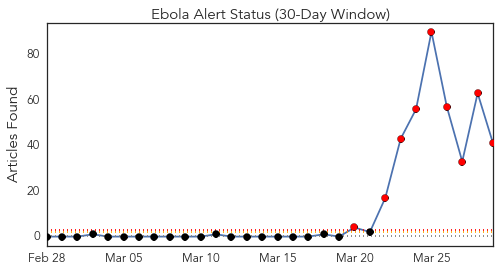 Ebola Alert Status (30-Day Window)
Articles Found
80
60
40
20
0
Feb 28 Mar 05 Mar 10 Mar 15 Mar 20 Mar 25